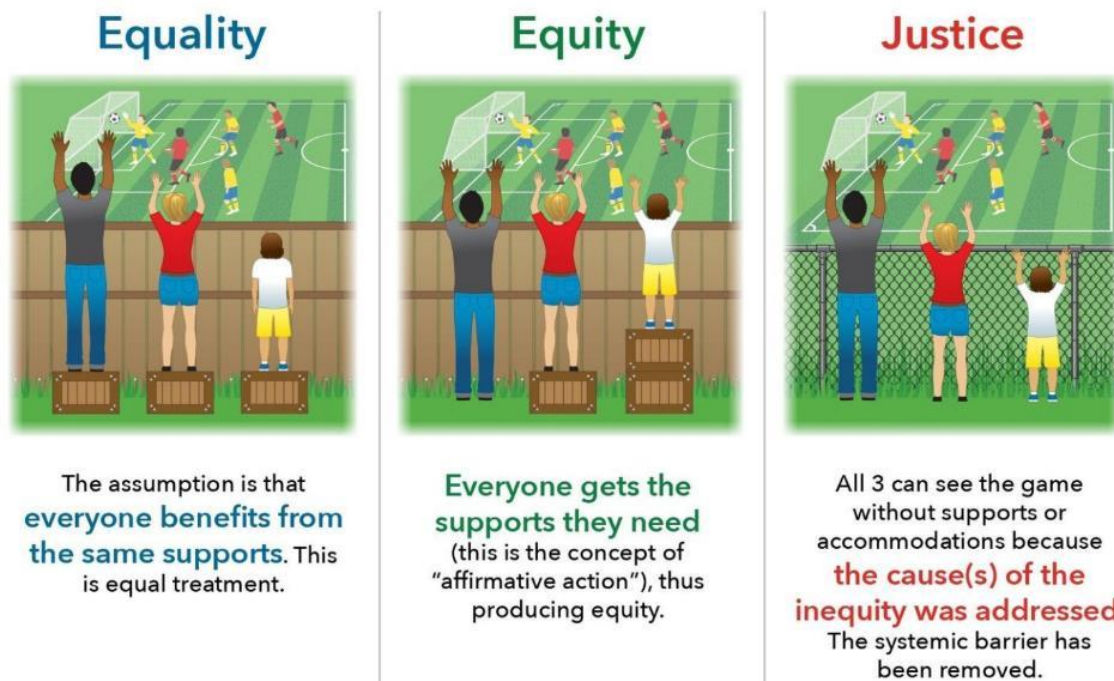 Equality
The assumption is that
everyone benefits from
the same supports. This
is equal treatment.
Equity
Everyone gets the
supports they need
(this is the concept of
“affirmative action”), thus
producing equity.
Justice
All 3 can see the game
without supports or
accommodations because
the cause(s) of the
inequity was addressed
The systemic barrier has
been removed.